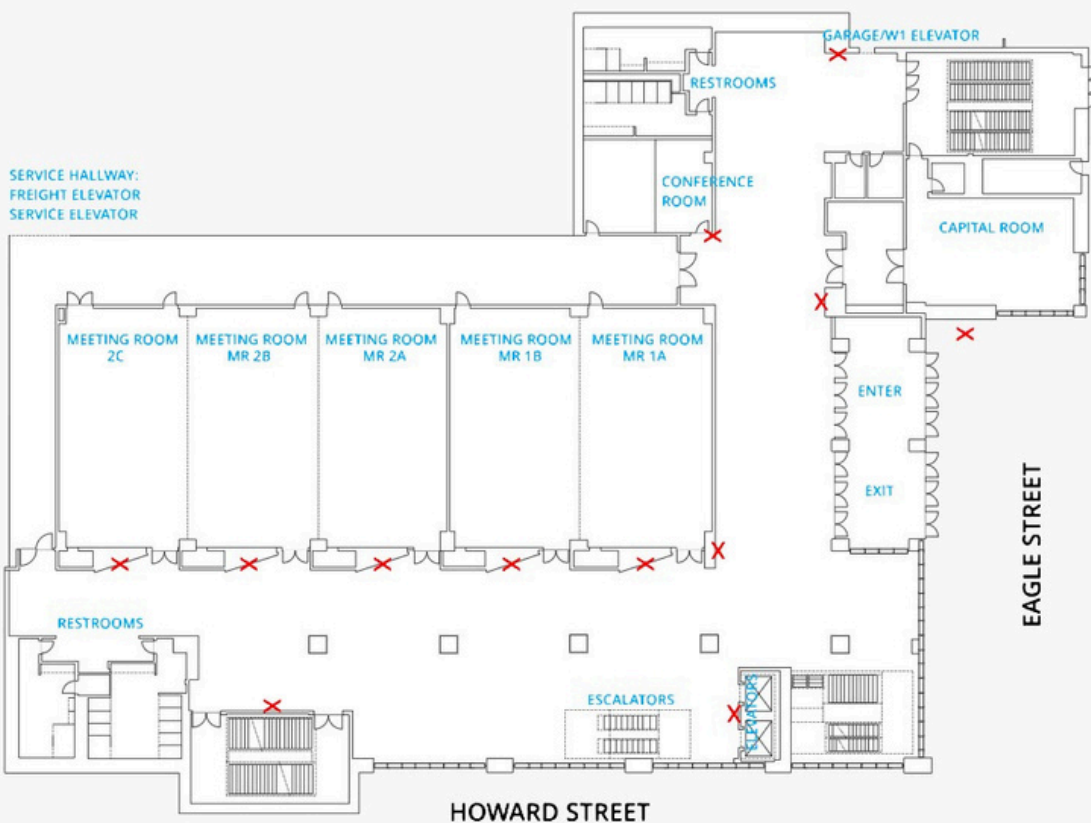 GARAGE/W1 ELEVATOR
RESTROOMS
SERVICE HALLWAY:
FREIGHT ELEVATOR
SERVICE ELEVATOR
CONFERENCE
ROOM
CAPITAL ROOM
MEETING ROOM
2C
MEETING ROOM
MR 2B
MEETING ROOM
MR 2A
MEETING ROOM
MR 1B
MEETING ROOM
MR 1A
ENTER
EXIT
EAGLE STREET
RESTROOMS
ESCALATORS
ELEVATORS
HOWARD STREET